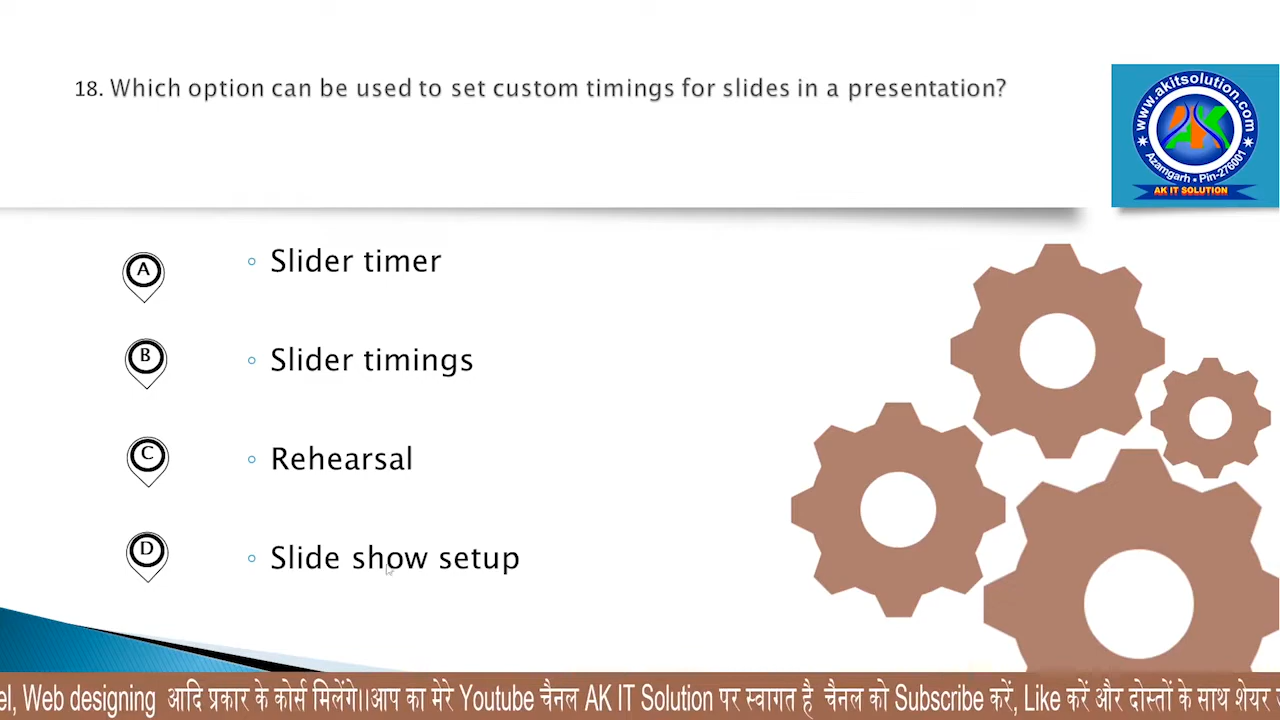 18. Which option can be used to set custom timings for slides in a presentation?
www.akitsolution.com
AK
Azamgarh • Pin-276001
AK IT SOLUTION
A
Slider timer
B
Slider timings
C
Rehearsal
D
Slide show setup
Web designing आदि प्रकार के कोर्स मिलेंगे।।आप का मेरे Youtube चैनल AK IT Solution पर स्वागत है चैनल को Subscribe करें, Like करें और दोस्तों के साथ शेयर